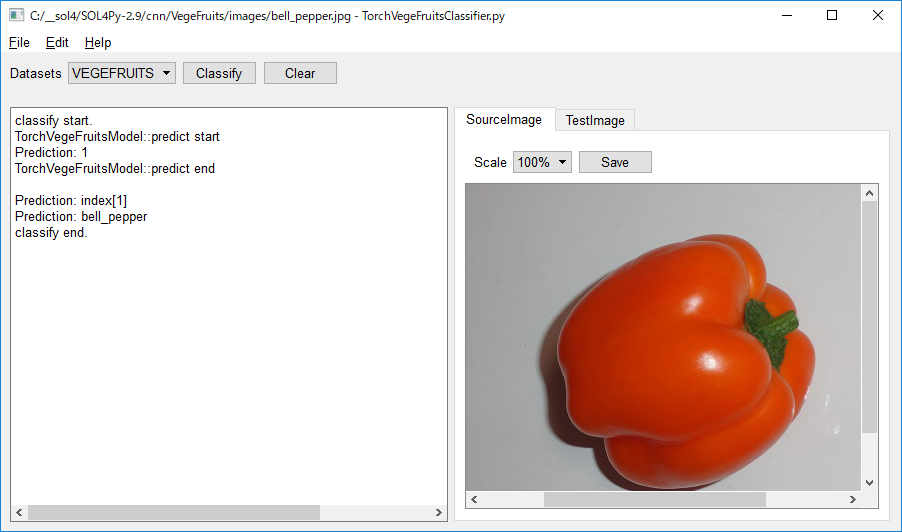 C:/__sol4/SOL4Py-2.9/cnn/VegeFruits/images/bell_pepper.jpg - TorchVegeFruitsClassifier.py
File Edit Help
Datasets VEGEFRUITS Classify Clear
classify start.
TorchVegeFruitsModel::predict start
Prediction: 1
TorchVegeFruitsModel::predict end
Prediction: index[1]
Prediction: bell_pepper
classify end.
SourceImage TestImage
Scale 100% Save